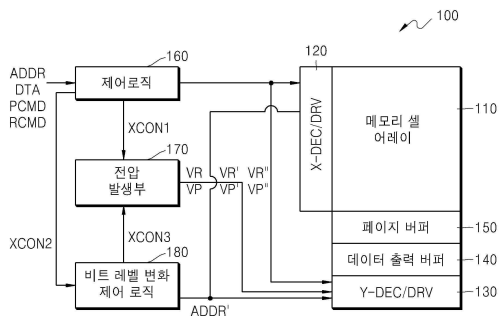 100
160
120
ADDR
DTA
PCMD
RCMD
제어로직
X-DEC/DRV
110
메모리 셀
어레이
XCON1
170
전압
발생부
VR VR' VR"
VP VP' VP"
XCON2
XCON3
180
비트 레벨 변화
제어 로직
ADDR'
페이지 버퍼
150
데이터 출력 버퍼
140
Y-DEC/DRV
130